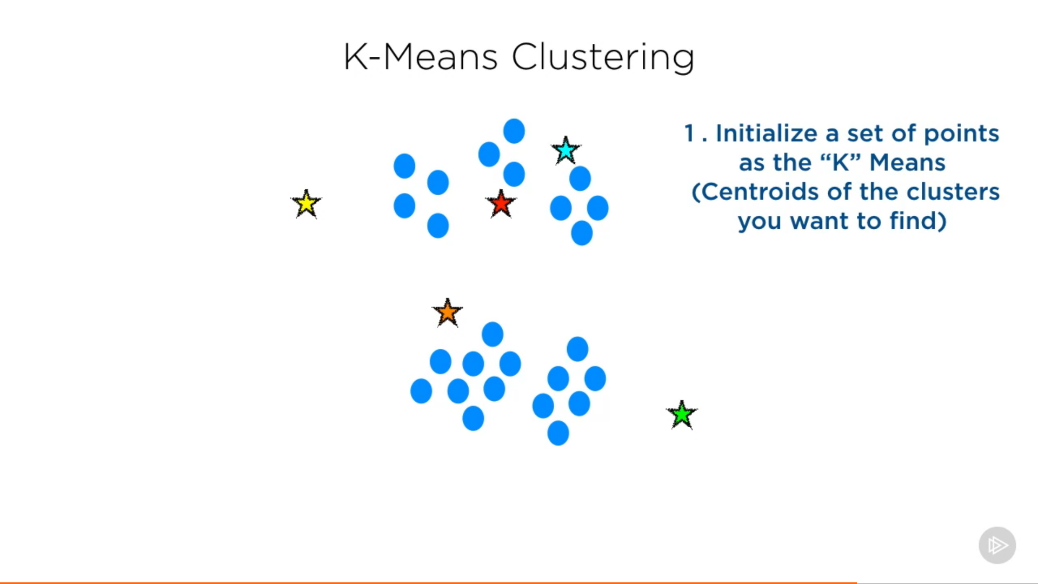 K-Means Clustering
1 . Initialize a set of points
as the “K” Means
(Centroids of the clusters
you want to find)